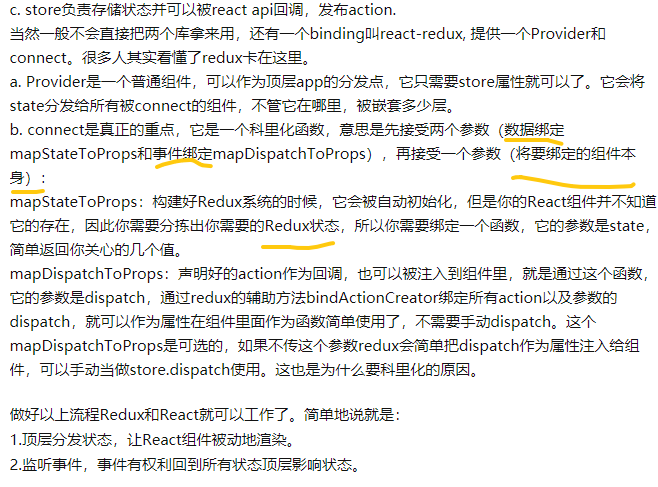 c. store负责存储状态并可以被react api回调，发布action.
当然一般不会直接把两个库拿来用，还有一个binding叫react-redux, 提供一个Provider和
connect。很多人其实看懂了redux卡在这里。
a. Provider是一个普通组件，可以作为顶层app的分发点，它只需要store属性就可以了。它会将
state分发给所有被connect的组件，不管它在哪里，被嵌套多少层。
b. connect是真正的重点，它是一个科里化函数，意思是先接受两个参数（数据绑定
mapStateToProps和事件绑定mapDispatchToProps），再接受一个参数（将要绑定的组件本
身）：
mapStateToProps：构建好Redux系统的时候，它会被自动初始化，但是你的React组件并不知道
它的存在，因此你需要分拣出你需要的Redux状态，所以你需要绑定一个函数，它的参数是state，
简单返回你关心的几个值。
mapDispatchToProps：声明好的action作为回调，也可以被注入到组件里，就是通过这个函数，
它的参数是dispatch，通过redux的辅助方法bindActionCreator绑定所有action以及参数的
dispatch，就可以作为属性在组件里面作为函数简单使用了，不需要手动dispatch。这个
mapDispatchToProps是可选的，如果不传这个参数redux会简单把dispatch作为属性注入给组
件，可以手动当做store.dispatch使用。这也是为什么要科里化的原因。
做好以上流程Redux和React就可以工作了。简单地说就是：
1.顶层分发状态，让React组件被动地渲染。
2.监听事件，事件有权利回到所有状态顶层影响状态。